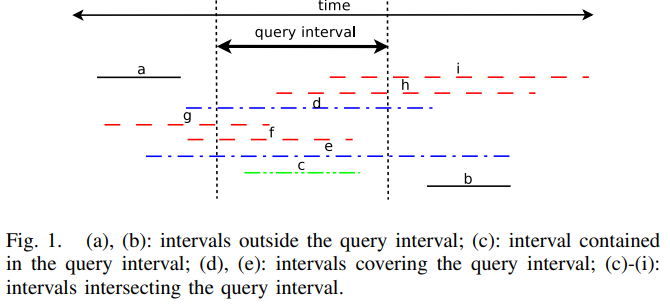 time
query interval
a
i
h
d
g
f
e
c
b
Fig. 1. (a), (b): intervals outside the query interval; (c): interval contained
in the query interval; (d), (e): intervals covering the query interval; (c)-(i):
intervals intersecting the query interval.